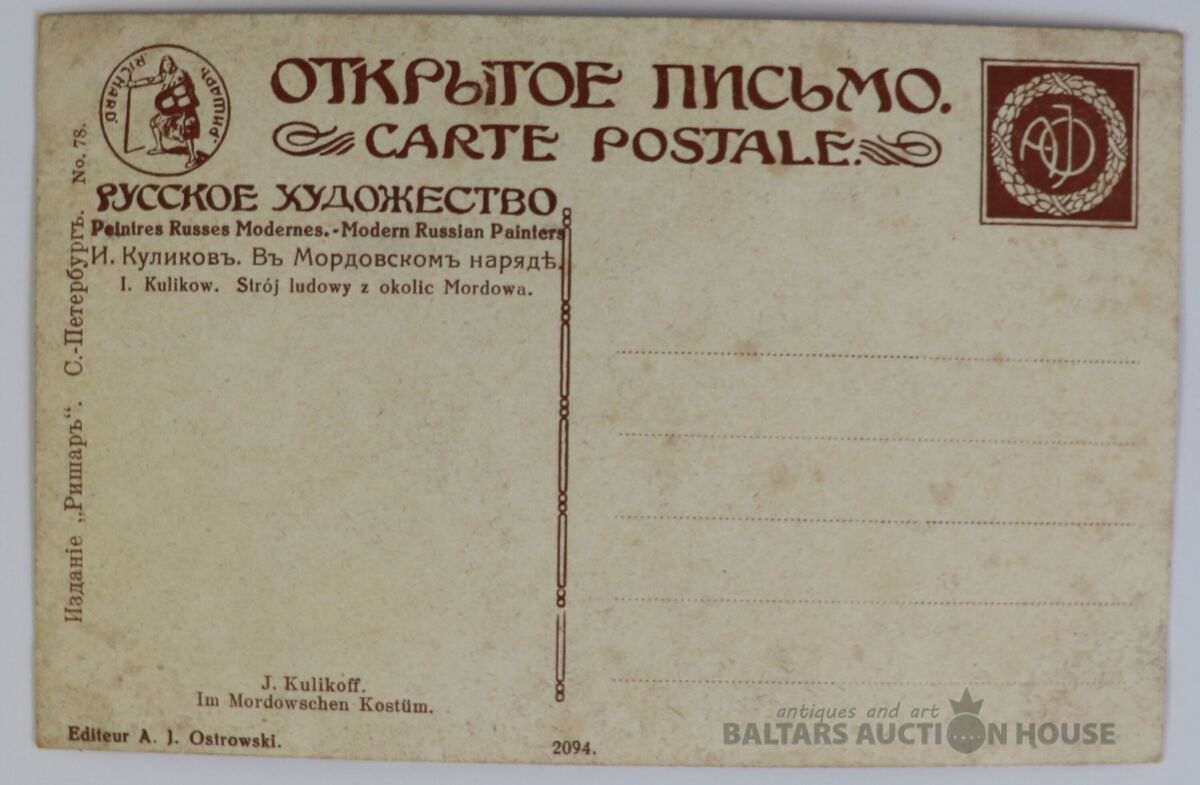 RICHARD. РИШАРЪ.
ОТКРЫТОЕ ПИСЬМО.
CARTE POSTALE.
РУССКОЕ ХУДОЖЕСТВО
Peintres Russes Modernes.-Modern Russian Painters
И. Куликовъ. Въ Мордовскомъ нарядѣ.
I. Kulikow. Strój ludowy z okolic Mordowa.
Изданіе „Ришаръ“. С.-Петербургъ. No. 78.
J. Kulikoff.
Im Mordowschen Kostüm.
Editeur A. J. Ostrowski.
2094.
antiques and art
BALTARS AUCTION HOUSE